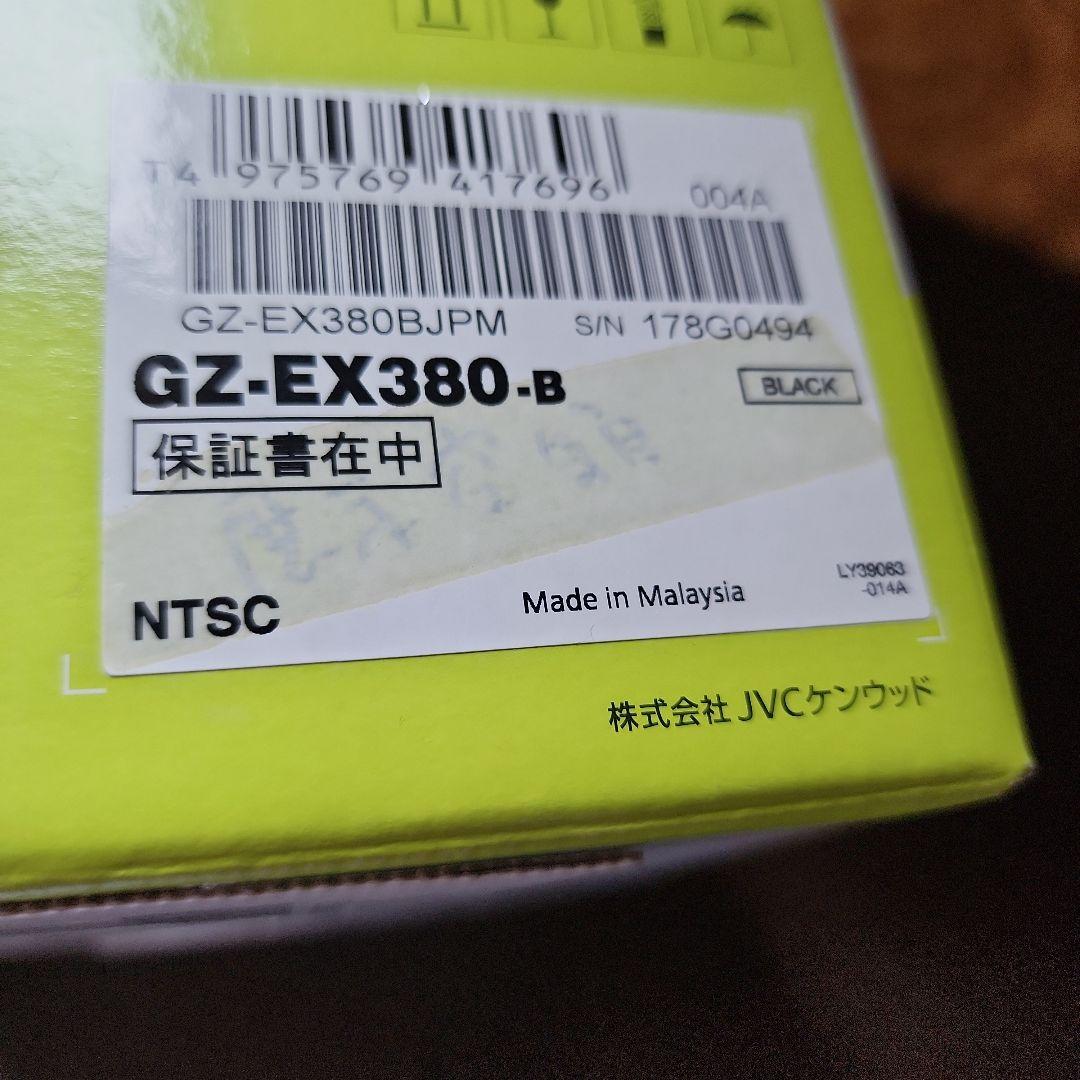 T4 975769 417696
004A
GZ-EX380BJPM S/N 178G0494
GZ-EX380-B
BLACK
保証書在中
NTSC
Made in Malaysia
LY39063
-014A
株式会社 JVCケンウッド